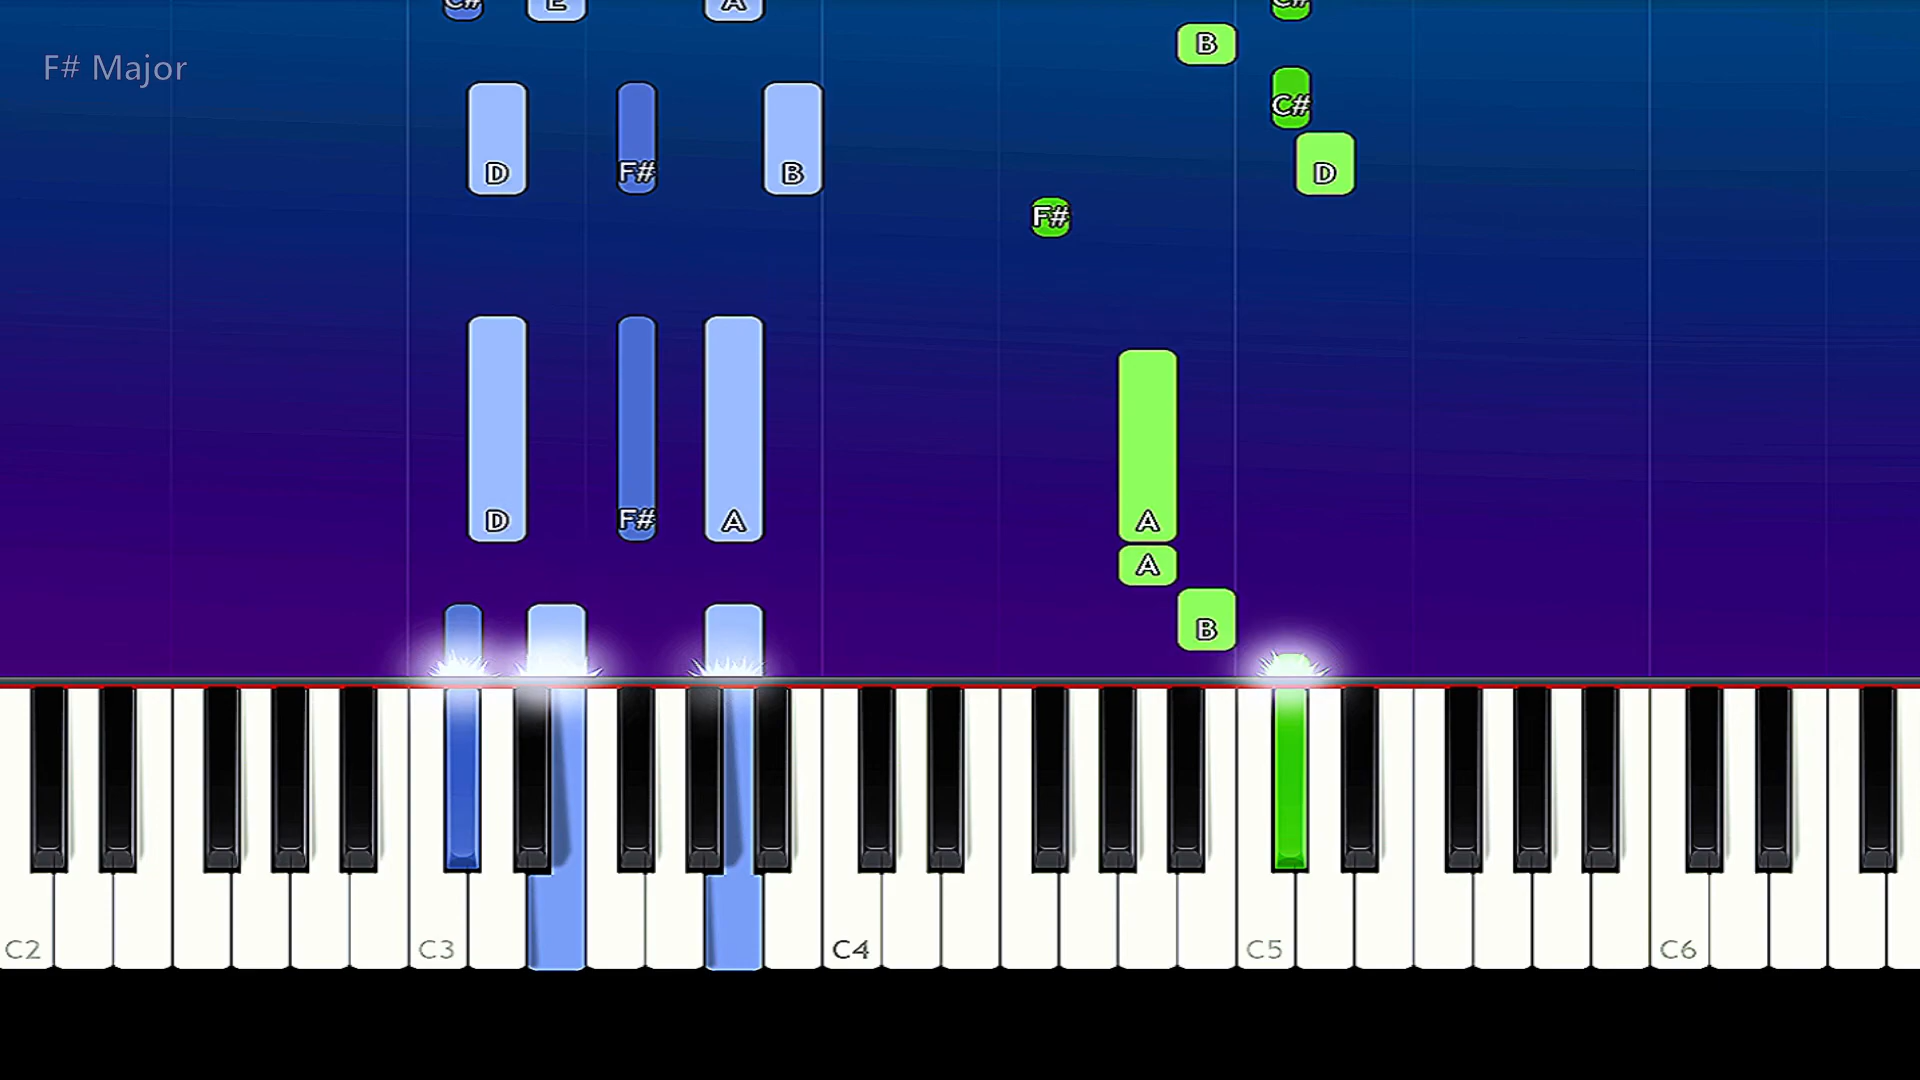 C# E A C#
B
F# Major
C#
D F# B D
F#
D F# A A
A
B
C2 C3 C4 C5 C6